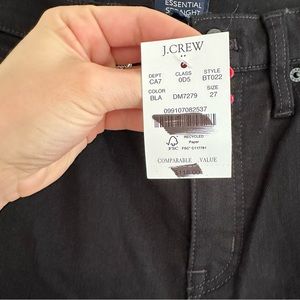 ESSENTIAL
STRAIGHT
J.CREW
DEPT CLASS STYLE
CA7 0D5 BT022
COLOR SIZE
BLA DM7279 27
099107082537
RECYCLED
Paper
FSC
COMPARABLE VALUE